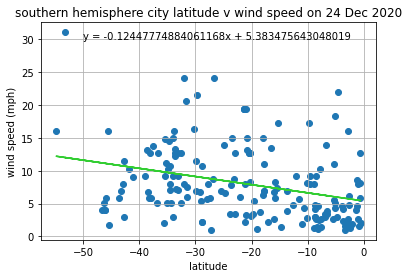 southern hemisphere city latitude v wind speed on 24 Dec 2020
y = -0.12447774884061168x + 5.383475643048019
30
25
20
15
10
5
0
wind speed (mph)
−50 −40 −30 −20 −10 0
latitude